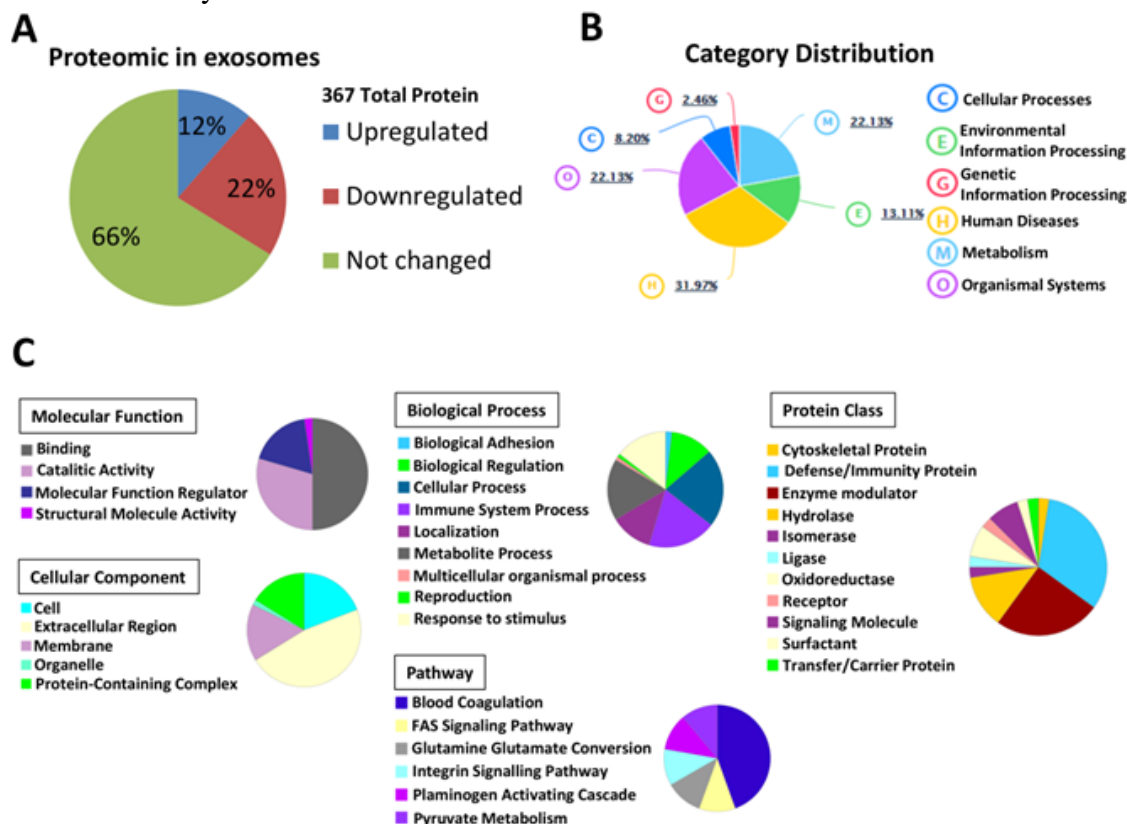 A
Proteomic in exosomes
367 Total Protein
Upregulated
Downregulated
Not changed
12%
22%
66%
B
Category Distribution
G 2.46%
C 8.20%
O 22.13%
M 22.13%
E 13.11%
H 31.97%
C Cellular Processes
E Environmental
Information Processing
G Genetic
Information Processing
H Human Diseases
M Metabolism
O Organismal Systems
C
Molecular Function
Binding
Catalitic Activity
Molecular Function Regulator
Structural Molecule Activity
Cellular Component
Cell
Extracellular Region
Membrane
Organelle
Protein-Containing Complex
Biological Process
Biological Adhesion
Biological Regulation
Cellular Process
Immune System Process
Localization
Metabolite Process
Multicellular organismal process
Reproduction
Response to stimulus
Pathway
Blood Coagulation
FAS Signaling Pathway
Glutamine Glutamate Conversion
Integrin Signalling Pathway
Plaminogen Activating Cascade
Pyruvate Metabolism
Protein Class
Cytoskeletal Protein
Defense/Immunity Protein
Enzyme modulator
Hydrolase
Isomerase
Ligase
Oxidoreductase
Receptor
Signaling Molecule
Surfactant
Transfer/Carrier Protein